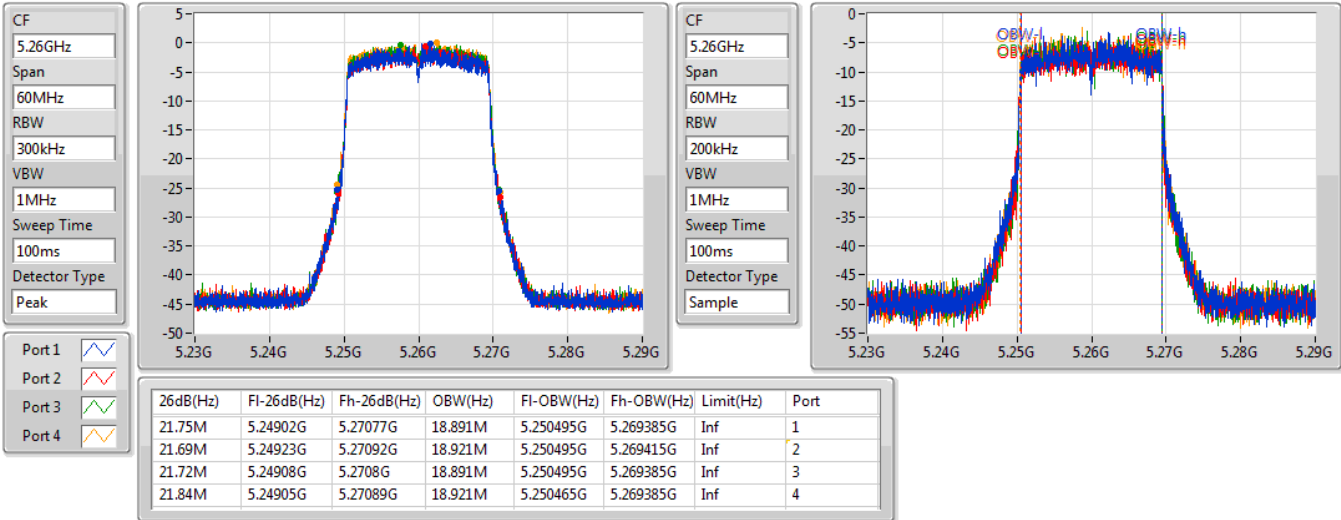 CF
5.26GHz
Span
60MHz
RBW
300kHz
VBW
1MHz
Sweep Time
100ms
Detector Type
Peak
5-
0-
-5-
-10-
-15-
-20-
-25-
-30-
-35-
-40-
-45-
-50-
5.23G 5.24G 5.25G 5.26G 5.27G 5.28G 5.29G
CF
5.26GHz
Span
60MHz
RBW
200kHz
VBW
1MHz
Sweep Time
100ms
Detector Type
Sample
0-
-5-
-10-
-15-
-20-
-25-
-30-
-35-
-40-
-45-
-50-
-55-
OBW-l OBW-h
5.23G 5.24G 5.25G 5.26G 5.27G 5.28G 5.29G
Port 1
Port 2
Port 3
Port 4
26dB(Hz) Fl-26dB(Hz) Fh-26dB(Hz) OBW(Hz) Fl-OBW(Hz) Fh-OBW(Hz) Limit(Hz) Port
21.75M 5.24902G 5.27077G 18.891M 5.250495G 5.269385G Inf 1
21.69M 5.24923G 5.27092G 18.921M 5.250495G 5.269415G Inf 2
21.72M 5.24908G 5.2708G 18.891M 5.250495G 5.269385G Inf 3
21.84M 5.24905G 5.27089G 18.921M 5.250465G 5.269385G Inf 4